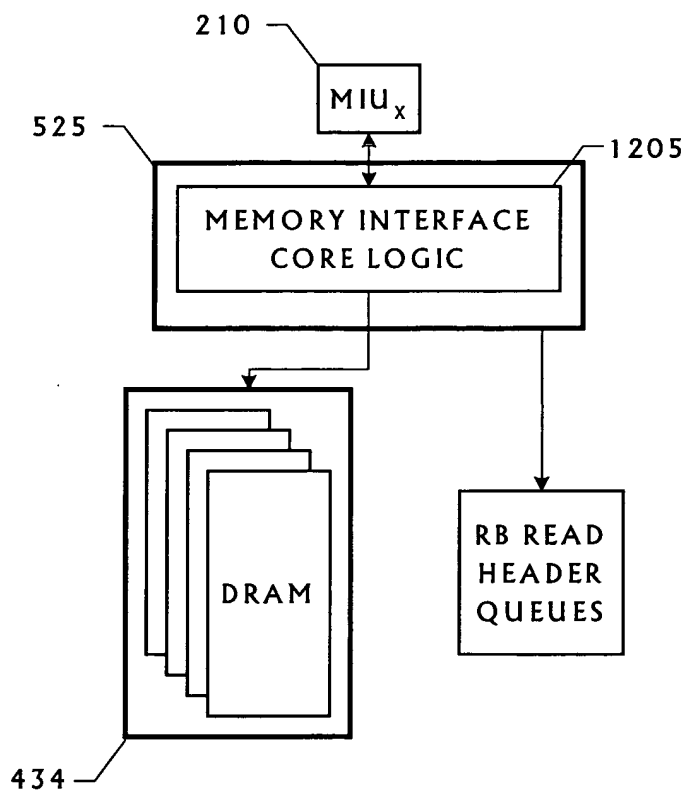 210
MIUX
525
1205
MEMORY INTERFACE
CORE LOGIC
RB READ
HEADER
QUEUES
DRAM
434